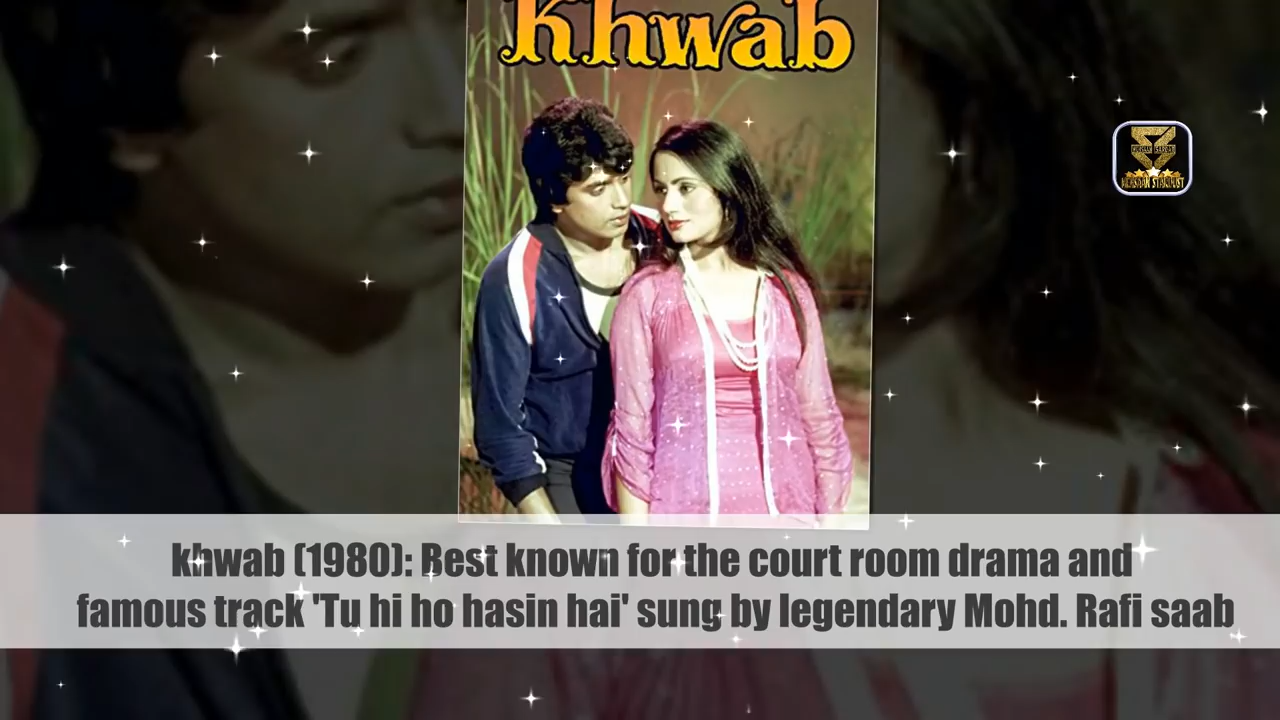 Khwab
khwab (1980): Best known for the court room drama and
famous track 'Tu hi ho hasin hai' sung by legendary Mohd. Rafi saab